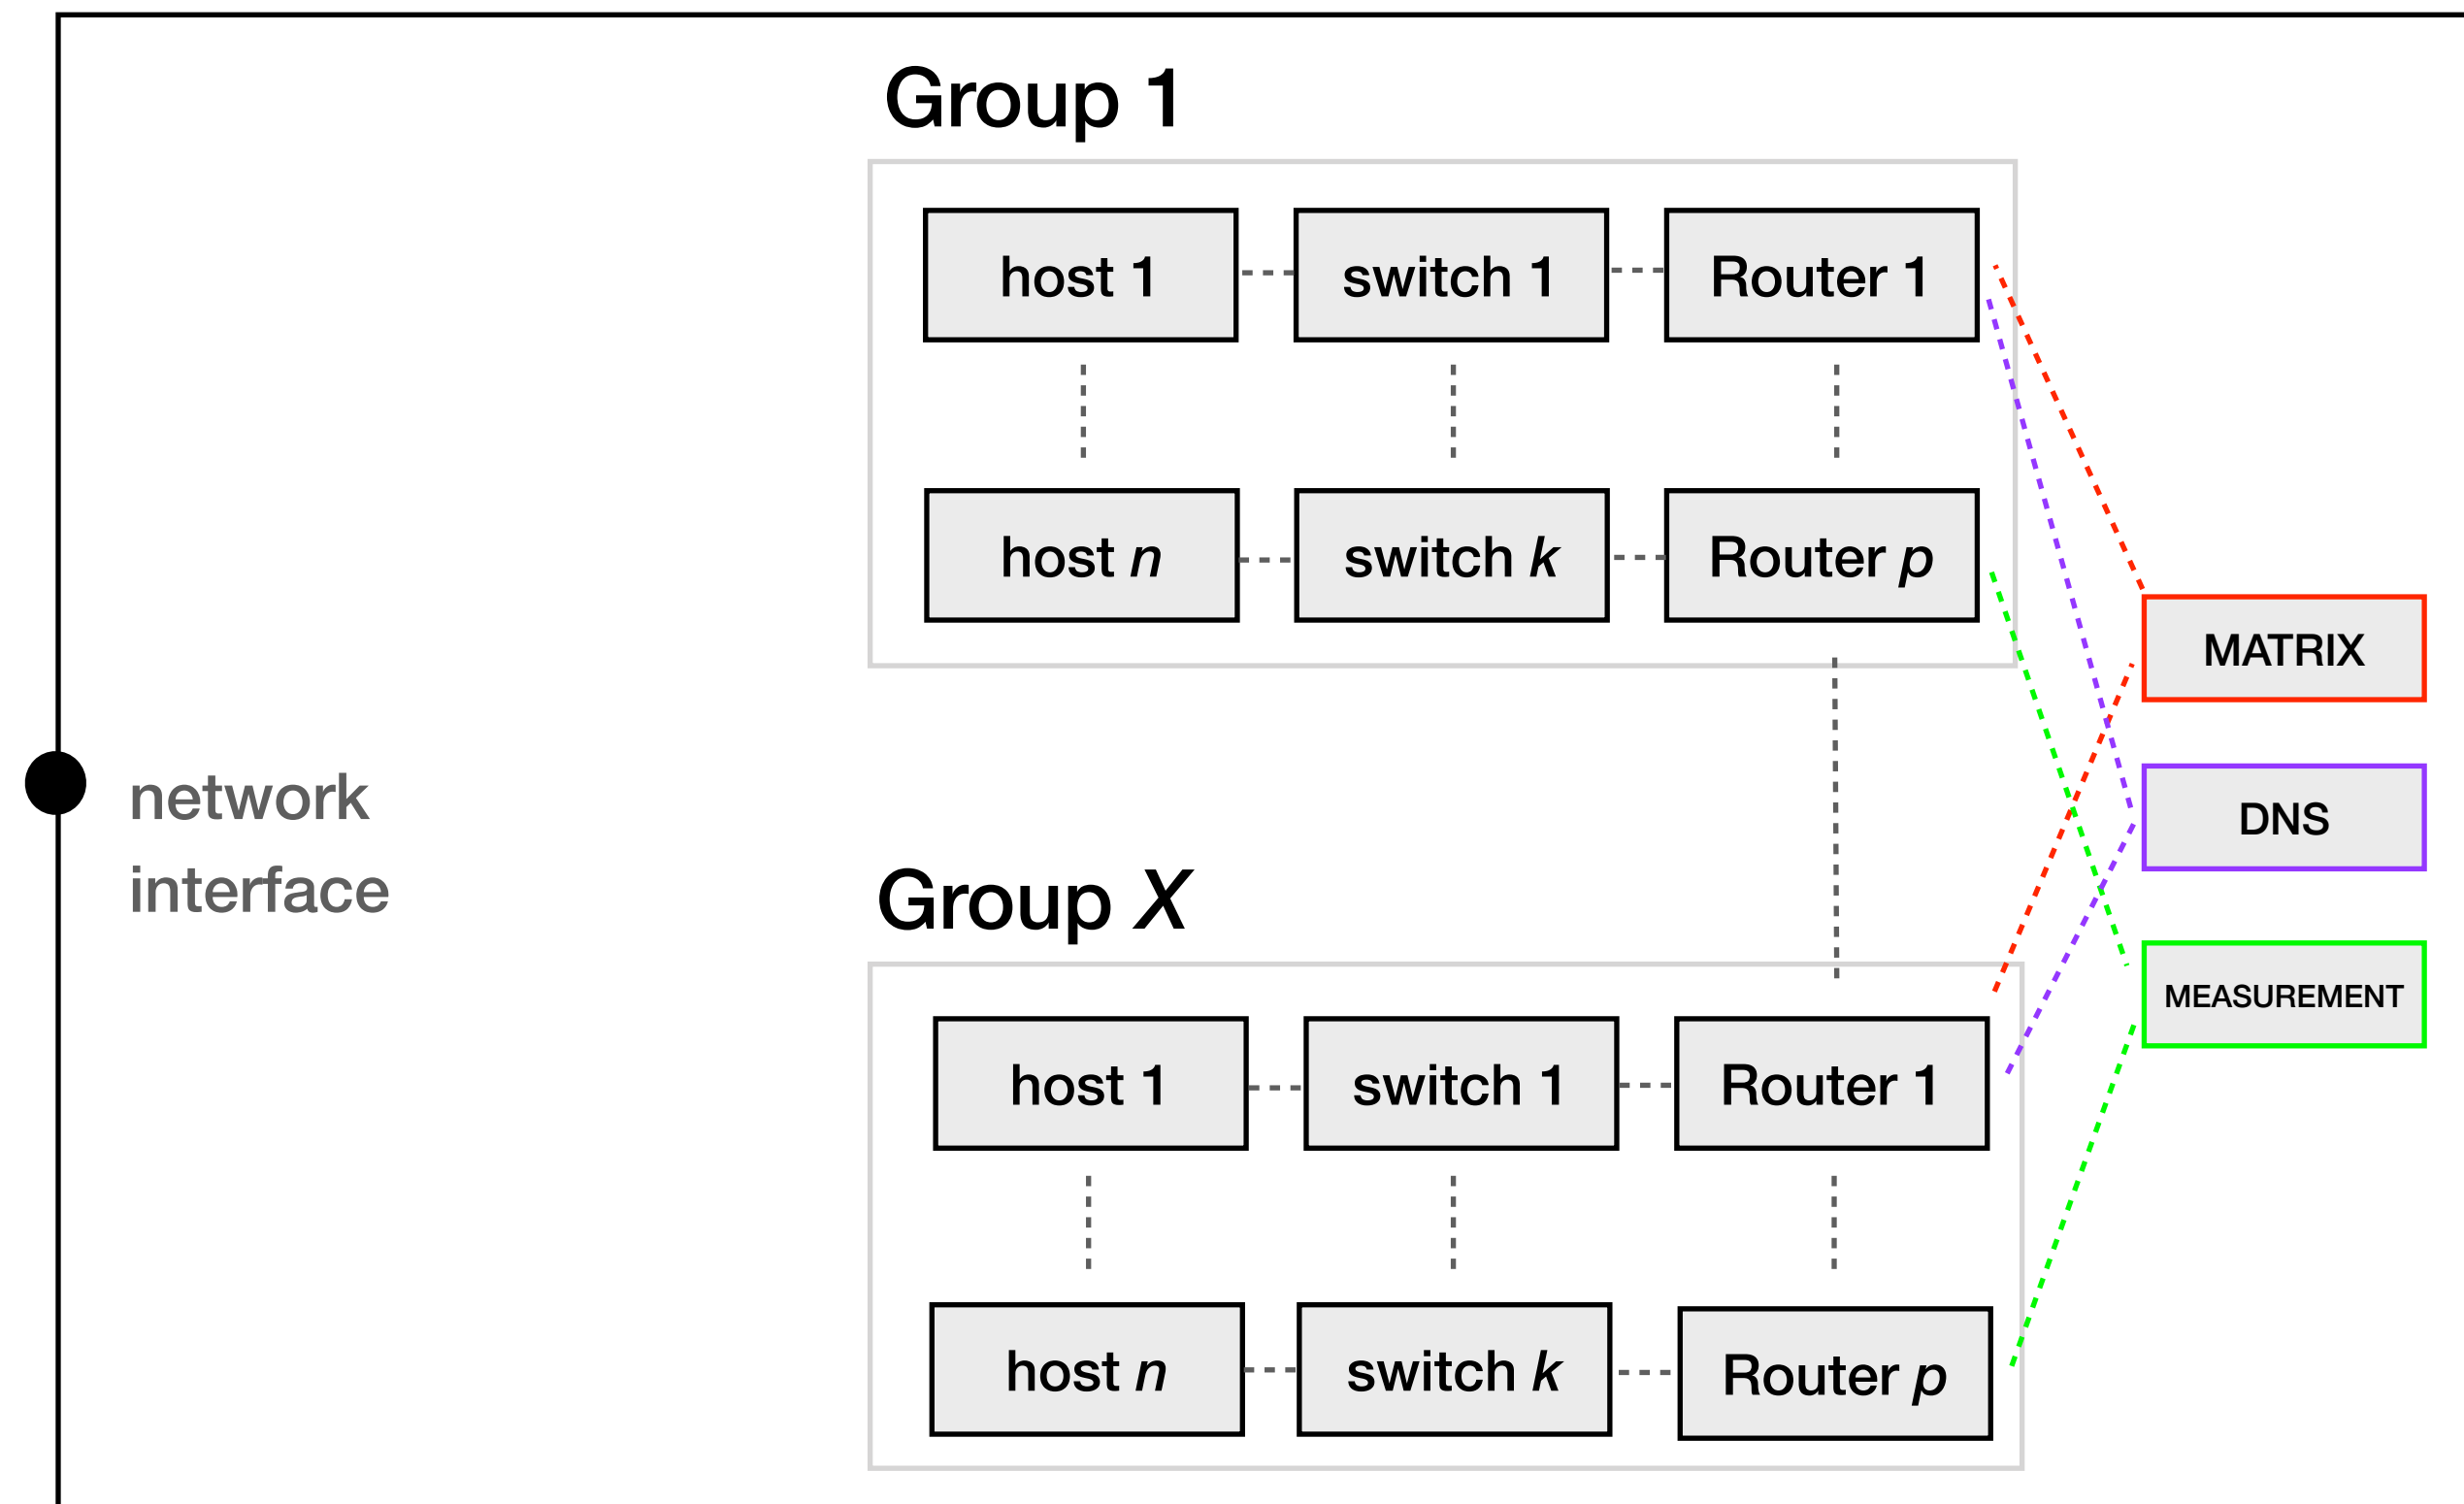 Group 1
host 1
switch 1
Router 1
host n
switch k
Router p
MATRIX
network
interface
DNS
Group X
MEASUREMENT
host 1
switch 1
Router 1
host n
switch k
Router p